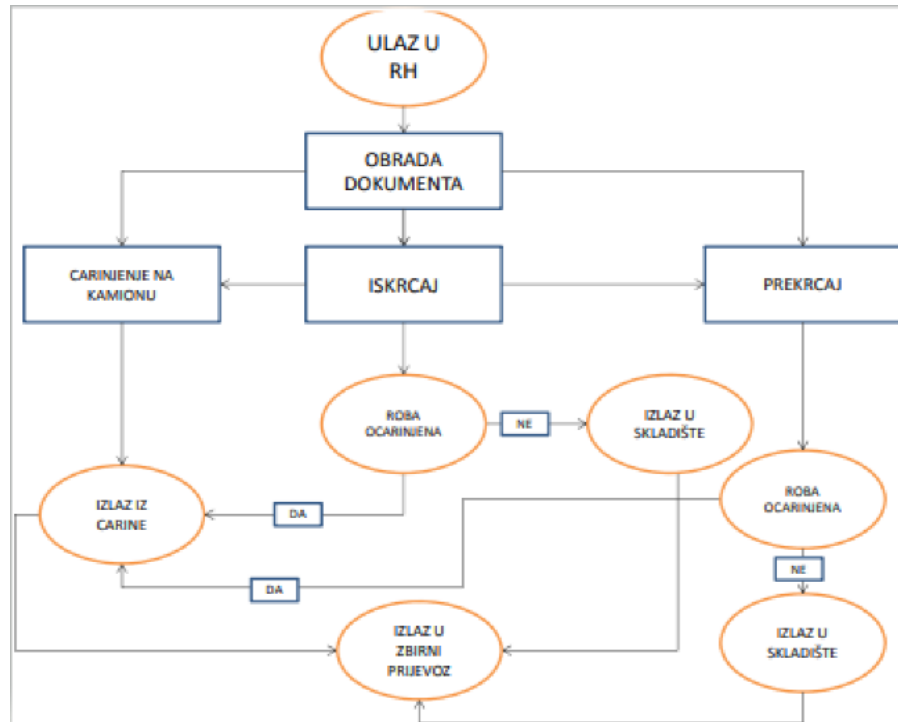 ULAZ U
RH
OBRADA
DOKUMENTA
CARINJENJE NA
KAMIONU
ISKRCAJ
PREKRCAJ
ROBA
OCARINJENA
NE
IZLAZ U
SKLADIŠTE
IZLAZ IZ
CARINE
DA
ROBA
OCARINJENA
NE
DA
IZLAZ U
ZBIRNI
PRIJEVOZ
IZLAZ U
SKLADIŠTE